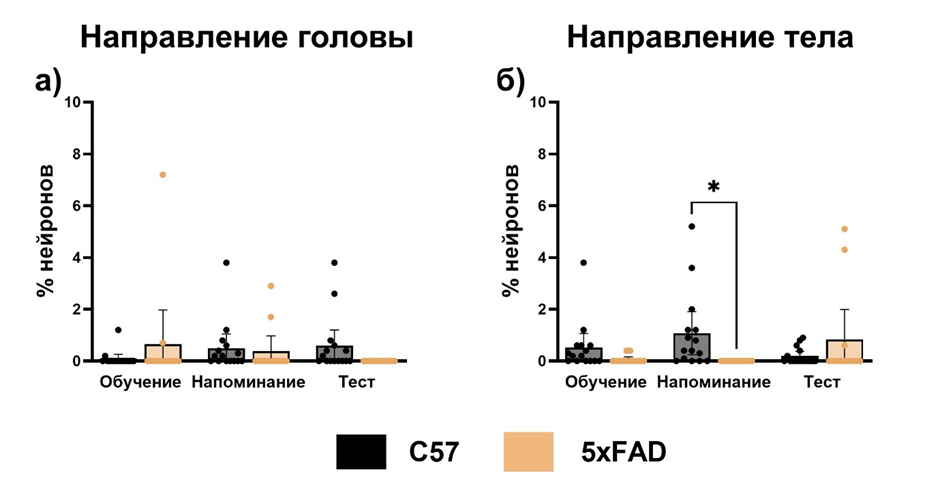 Направление головы
Направление тела
а)
б)
% нейронов
10
8
6
4
2
0
Обучение Напоминание Тест
% нейронов
10
8
6
4
2
0
*
Обучение Напоминание Тест
C57
5xFAD